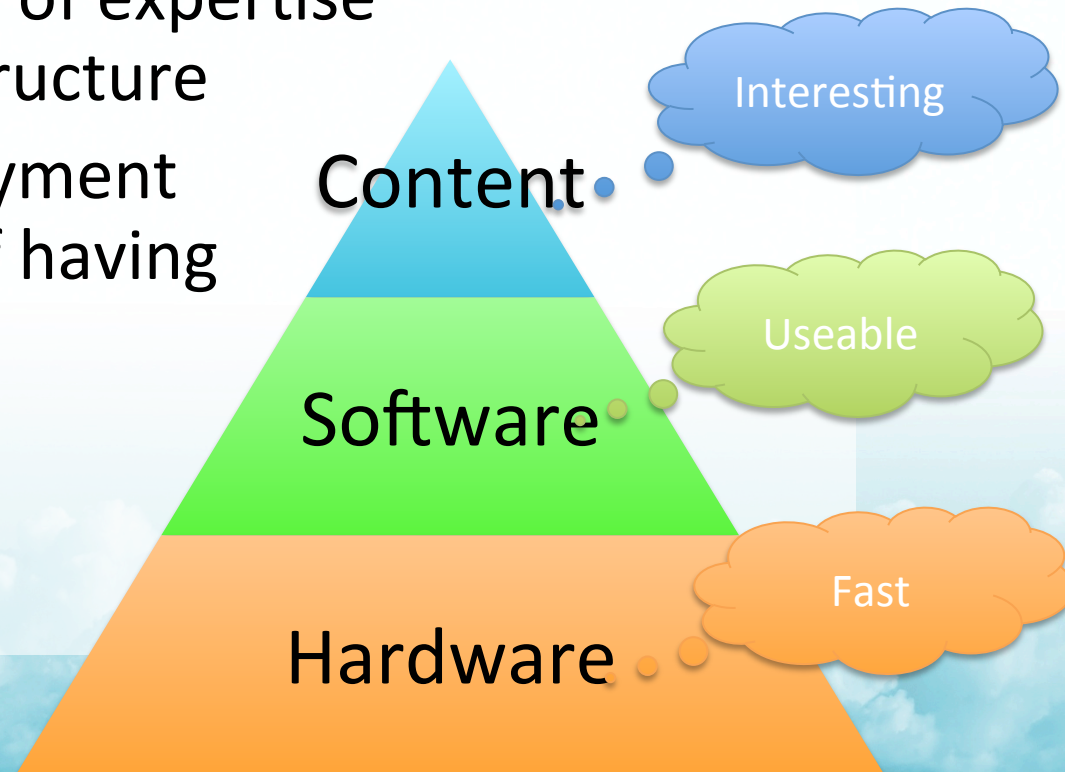 of expertise
ructure
yment
having
Content
Interesting
Software
Useable
Hardware
Fast